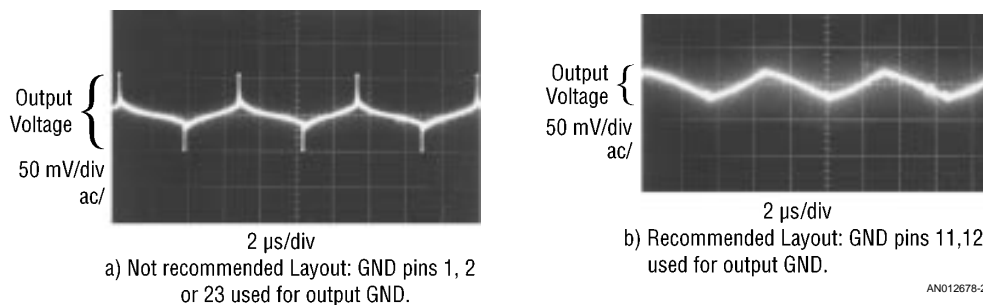 Output
Voltage
50 mV/div
ac/
2 µs/div
a) Not recommended Layout: GND pins 1, 2
or 23 used for output GND.
Output
Voltage
50 mV/div
ac/
2 µs/div
b) Recommended Layout: GND pins 11,12
used for output GND.